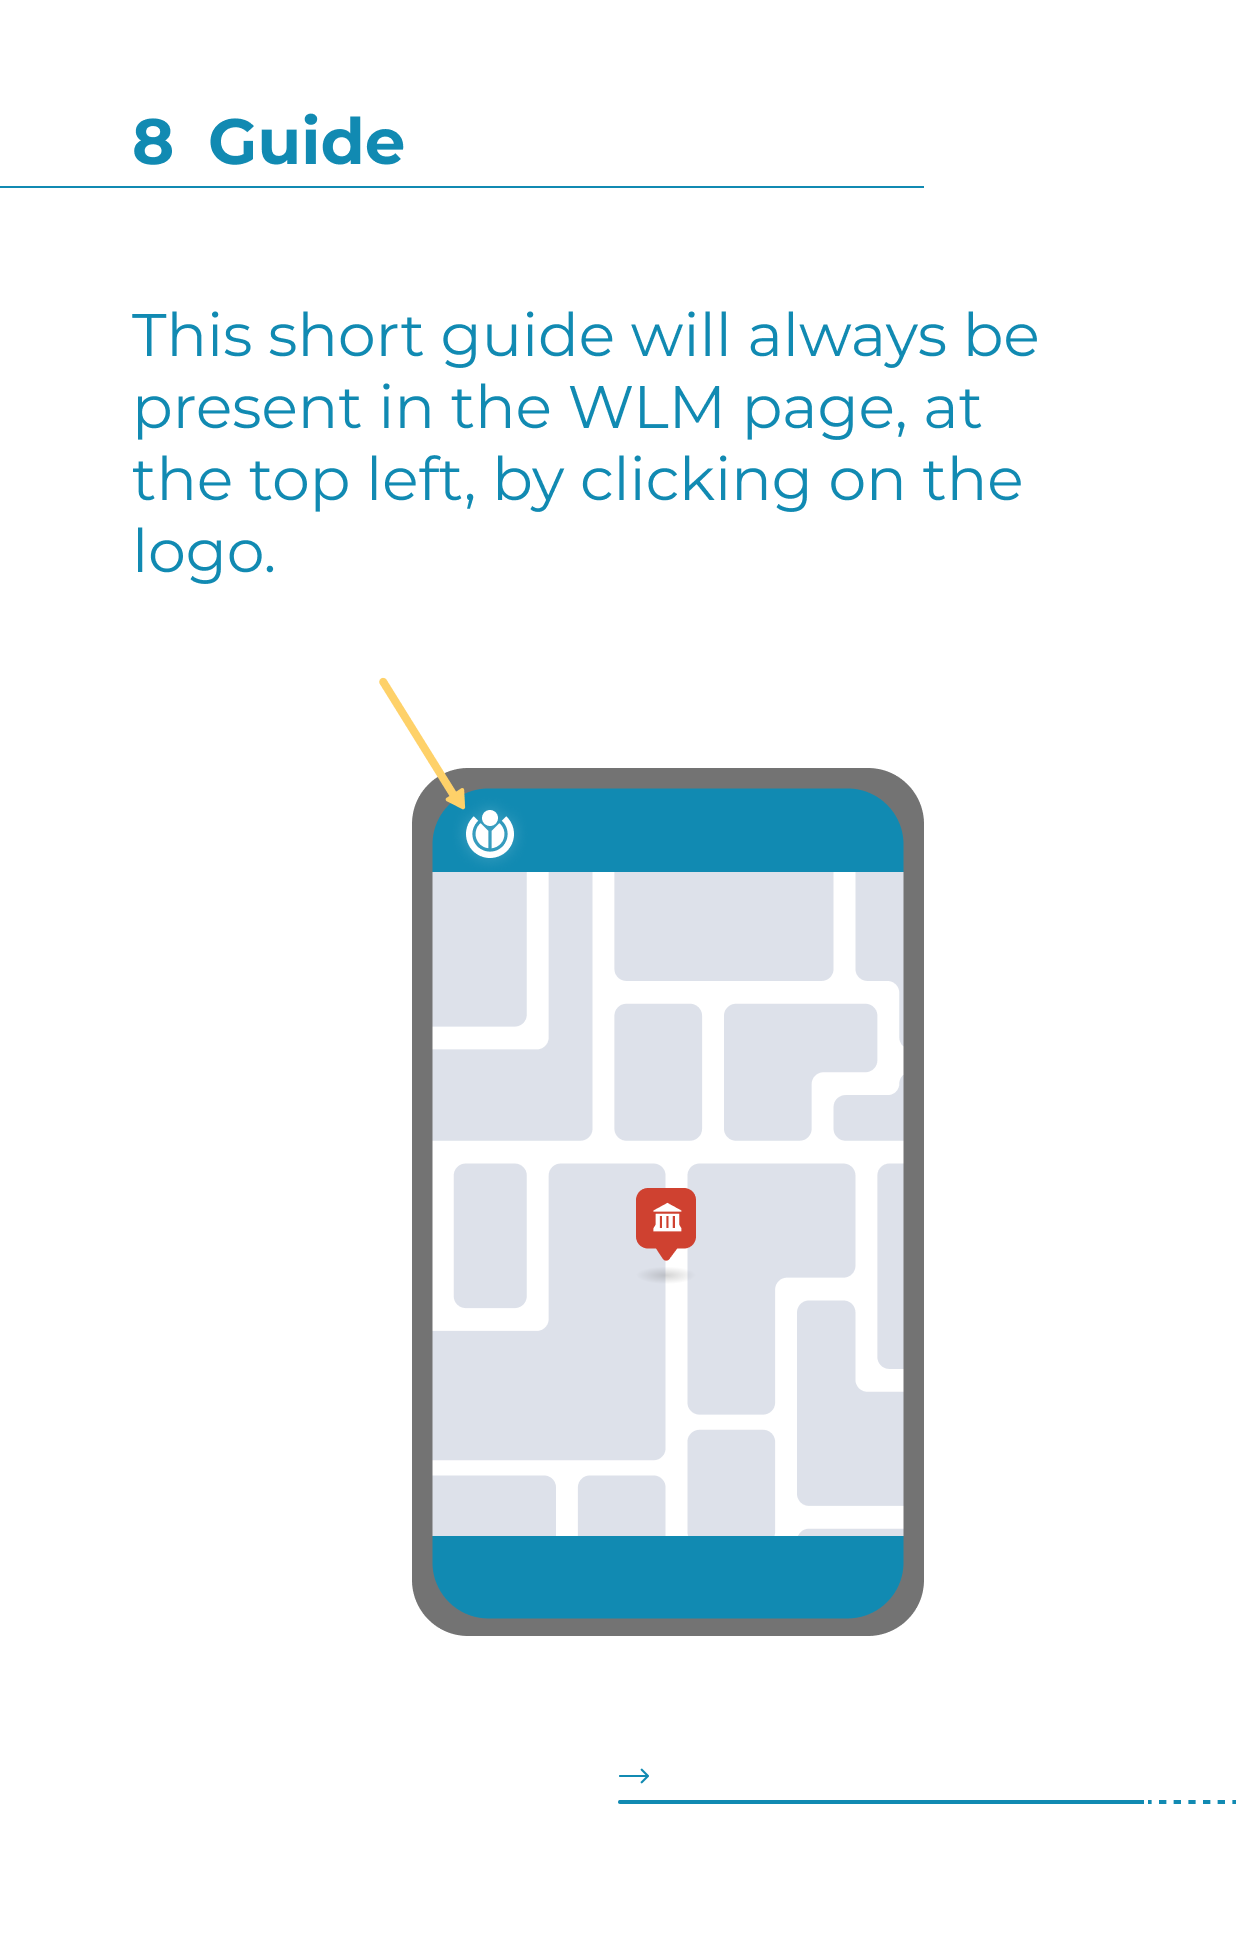 8 Guide
This short guide will always be
present in the WLM page, at
the top left, by clicking on the
logo.